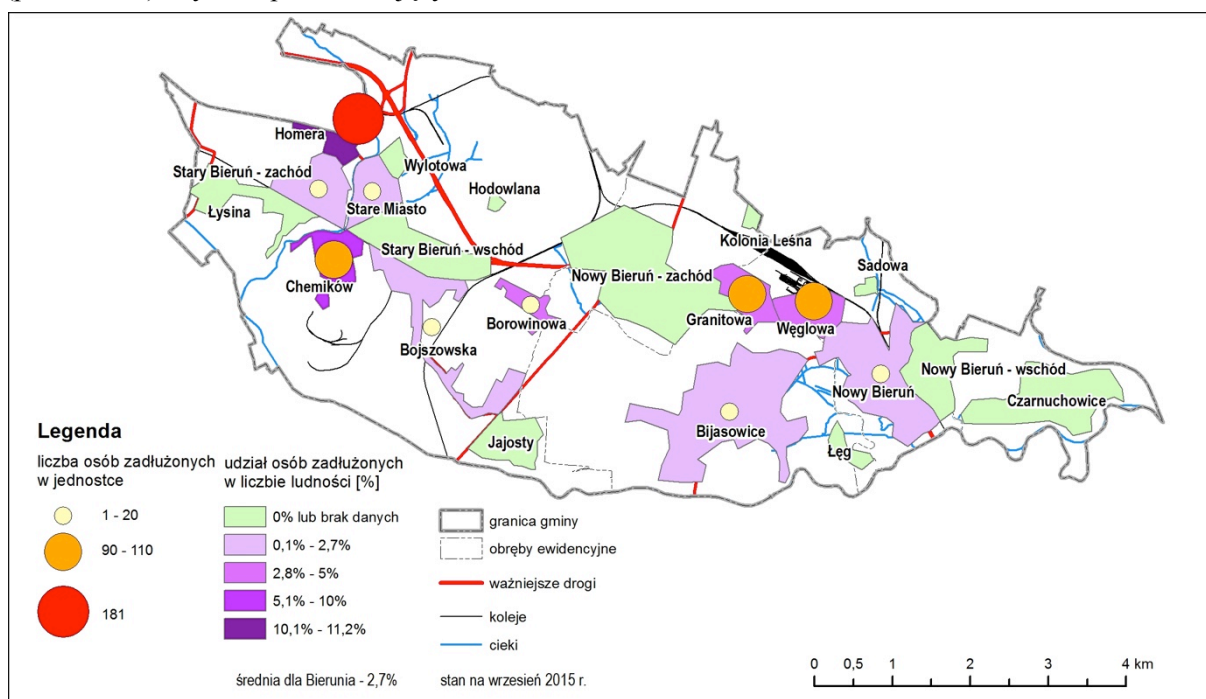 Homera
Stary Bieruń - zachód
Wylotowa
Hodowlana
Łysina
Stare Miasto
Stary Bieruń - wschód
Kolonia Leśna
Chemików
Nowy Bieruń - zachód
Sadowa
Borowinowa
Granitowa
Węglowa
Bojszowska
Nowy Bieruń - wschód
Nowy Bieruń
Czarnuchowice
Bijasowice
Jajosty
Łęg
Legenda
liczba osób zadłużonych
w jednostce
1 - 20
90 - 110
181
udział osób zadłużonych
w liczbie ludności [%]
0% lub brak danych
0,1% - 2,7%
2,8% - 5%
5,1% - 10%
10,1% - 11,2%
średnia dla Bierunia - 2,7%
granica gminy
obręby ewidencyjne
ważniejsze drogi
koleje
cieki
stan na wrzesień 2015 r.
0 0,5 1 2 3 4 km